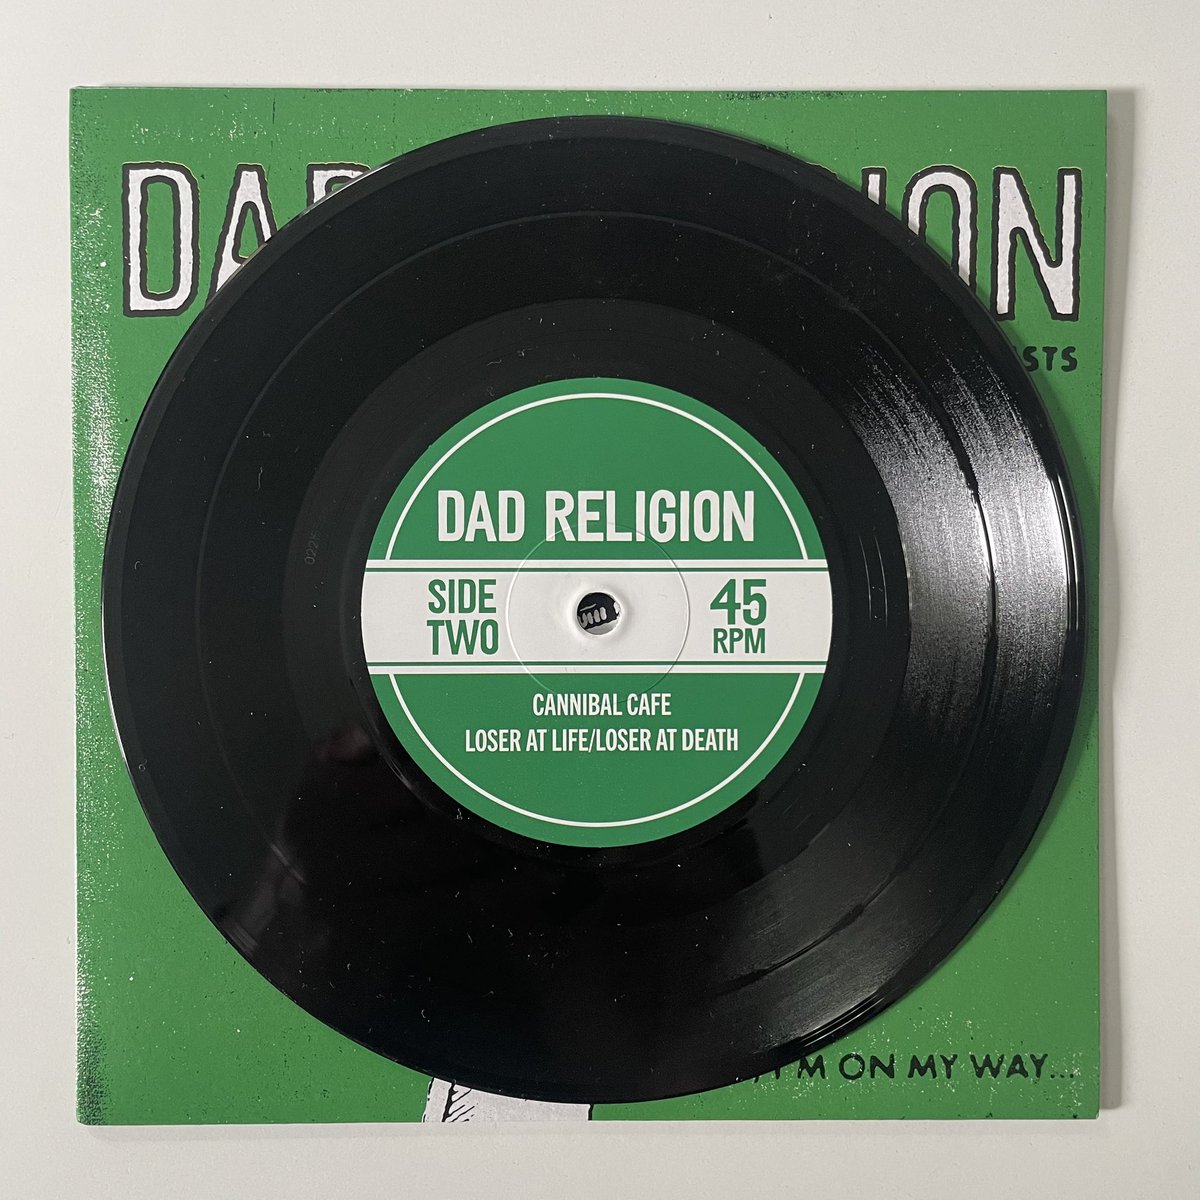 DAD RELIGION
SIDE
TWO
45
RPM
CANNIBAL CAFE
LOSER AT LIFE/LOSER AT DEATH
I'M ON MY WAY...